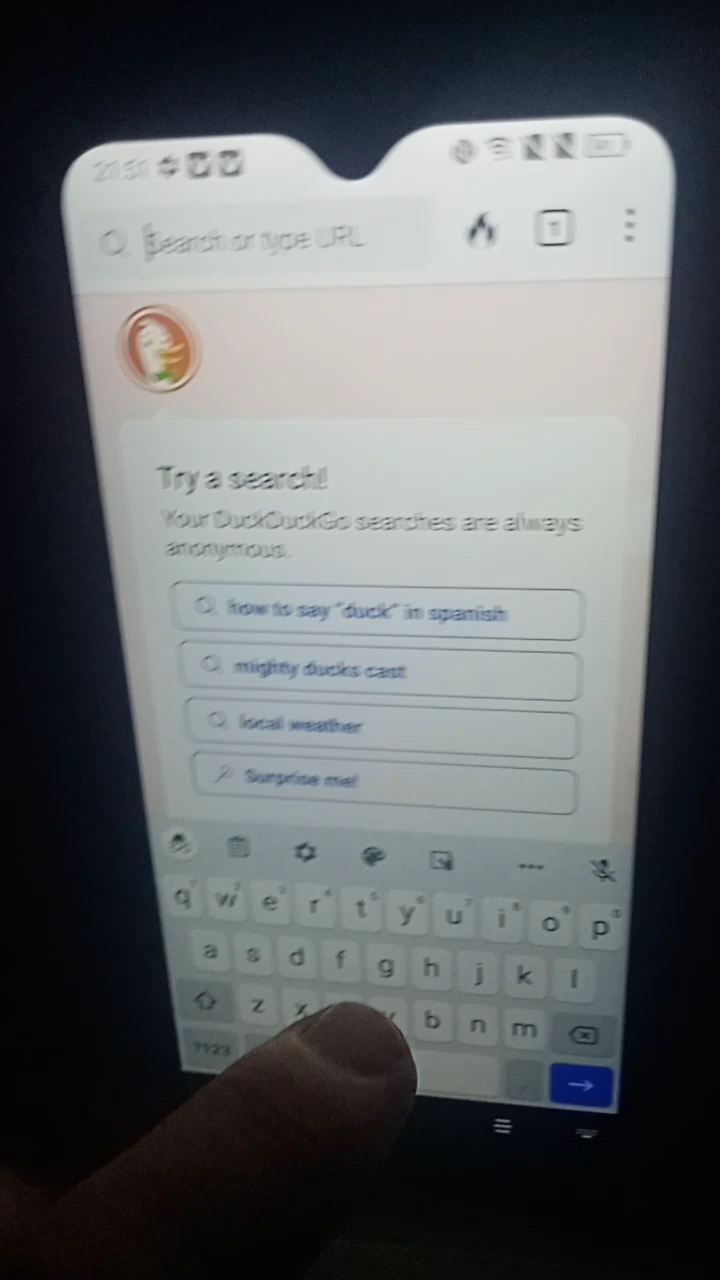 21:51
Search or type URL
1
Try a search!
Your DuckDuckGo searches are always
anonymous.
how to say "duck" in spanish
mighty ducks cast
local weather
Surprise me!
q w e r t y u i o p
a s d f g h j k l
z x v b n m
?123